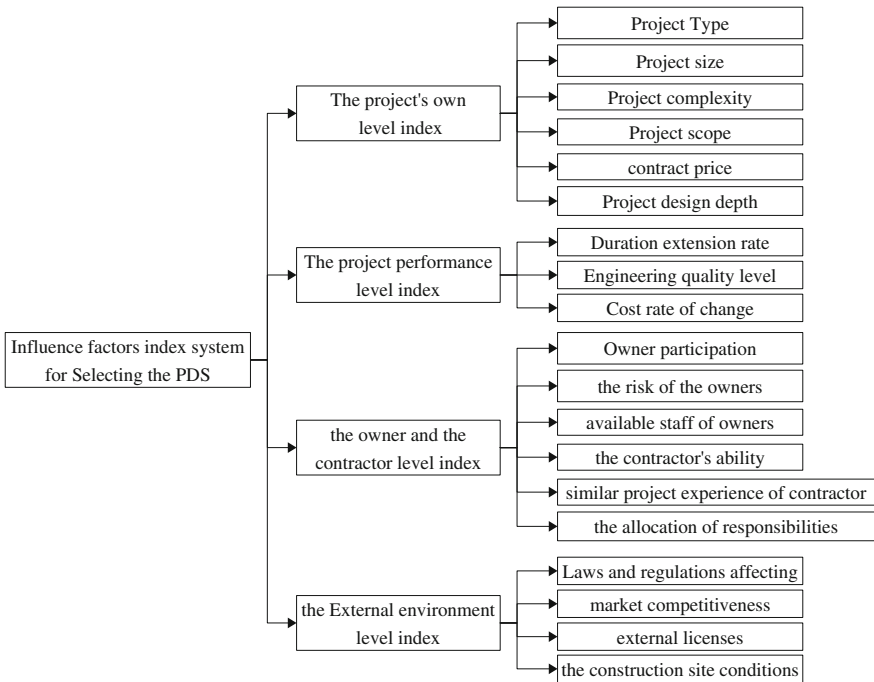 Influence factors index system
for Selecting the PDS
The project's own
level index
Project Type
Project size
Project complexity
Project scope
contract price
Project design depth
The project performance
level index
Duration extension rate
Engineering quality level
Cost rate of change
the owner and the
contractor level index
Owner participation
the risk of the owners
available staff of owners
the contractor's ability
similar project experience of contractor
the allocation of responsibilities
the External environment
level index
Laws and regulations affecting
market competitiveness
external licenses
the construction site conditions